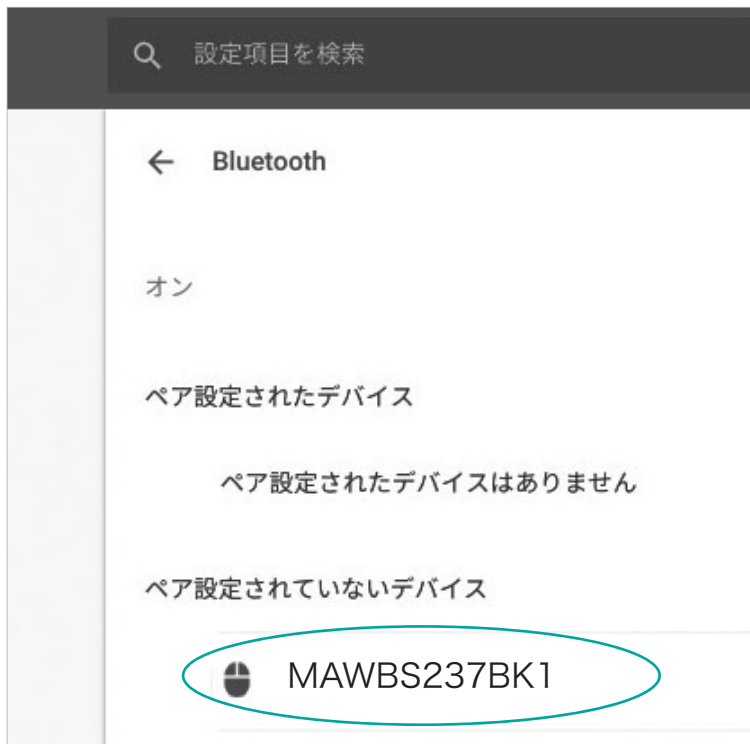 設定項目を検索
Bluetooth
オン
ペア設定されたデバイス
ペア設定されたデバイスはありません
ペア設定されていないデバイス
MAWBS237BK1